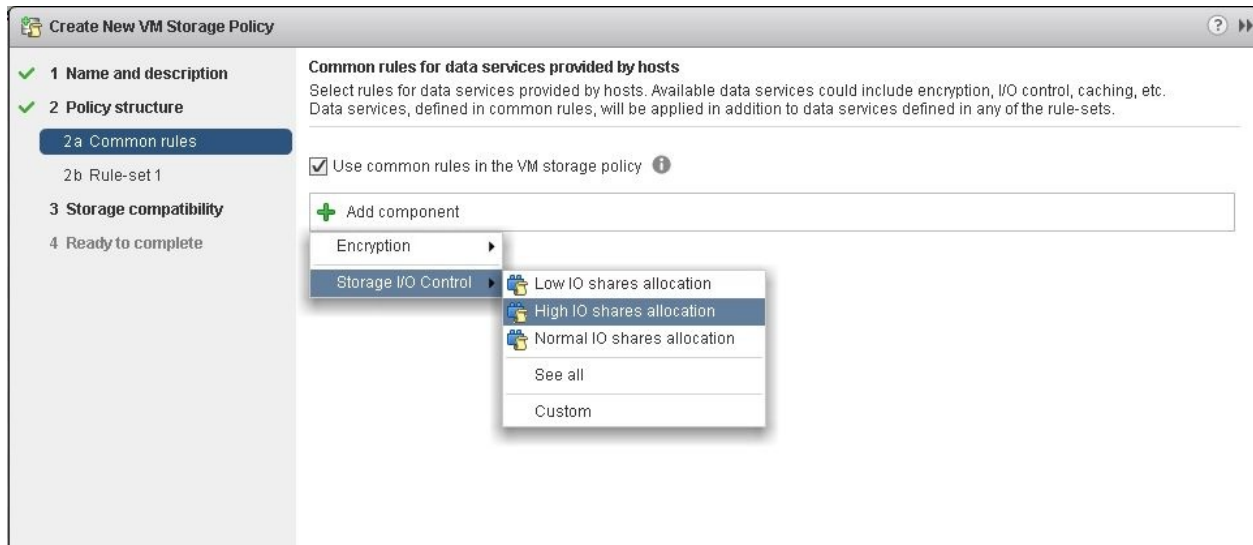 Create New VM Storage Policy
1 Name and description
2 Policy structure
2a Common rules
2b Rule-set 1
3 Storage compatibility
4 Ready to complete
Common rules for data services provided by hosts
Select rules for data services provided by hosts. Available data services could include encryption, I/O control, caching, etc.
Data services, defined in common rules, will be applied in addition to data services defined in any of the rule-sets.
Use common rules in the VM storage policy
Add component
Encryption
Storage I/O Control
Low IO shares allocation
High IO shares allocation
Normal IO shares allocation
See all
Custom